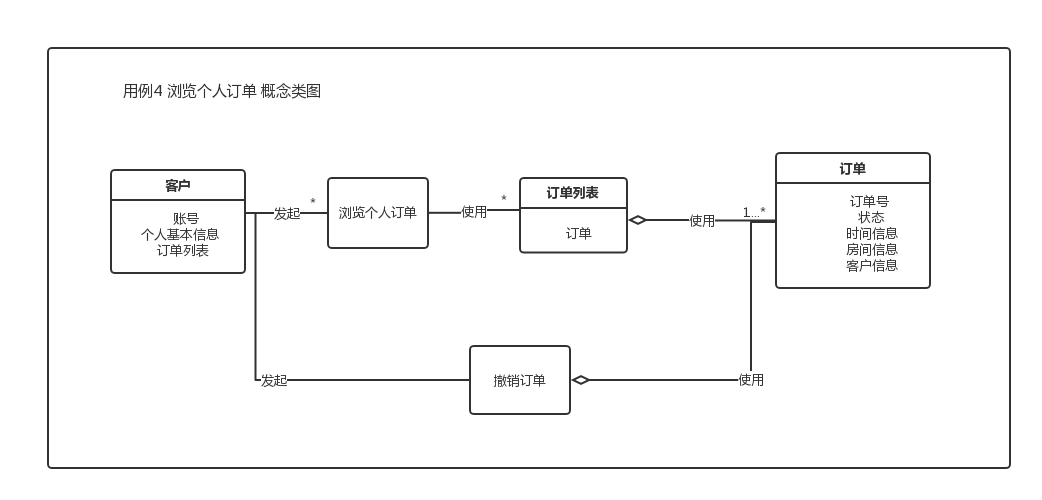 用例4 浏览个人订单 概念类图
客户
账号
个人基本信息
订单列表
发起
*
浏览个人订单
使用
*
订单列表
订单
使用
1...*
订单
订单号
状态
时间信息
房间信息
客户信息
发起
撤销订单
使用